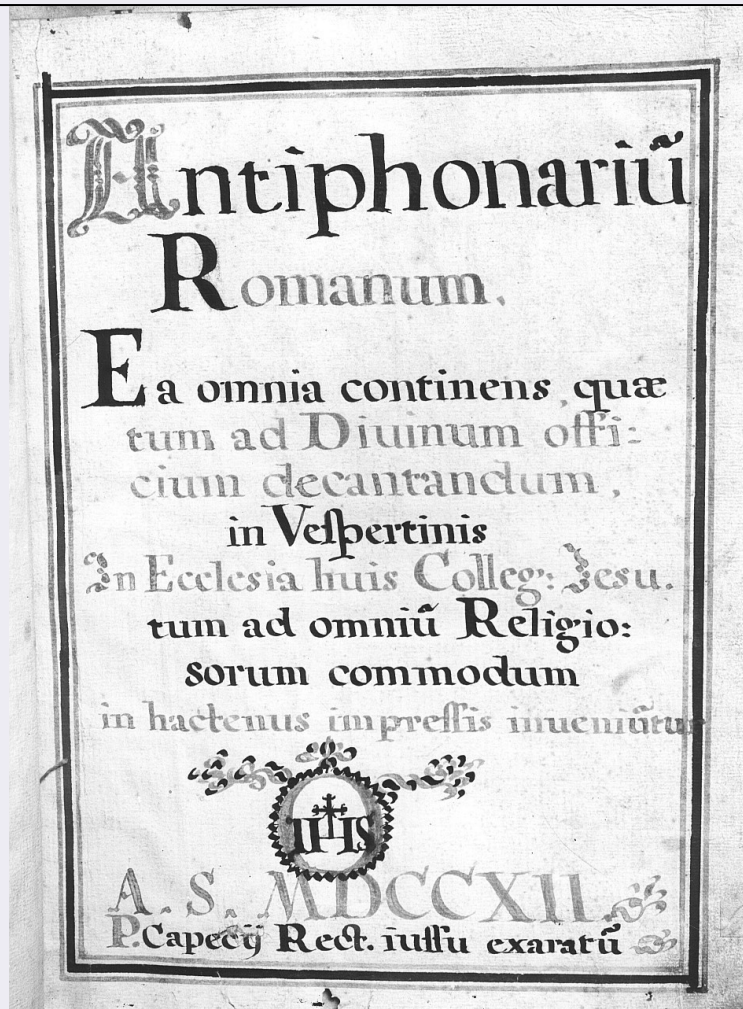 Antiphonariũ
Romanum.
Ea omnia continens, quæ
tum ad Diuinum offi:
cium decantandum,
in Veſpertinis
In Ecclesia huis Colleg: Jesu.
tum ad omniũ Religio:
sorum commodum
in hactenus impreſſis inueniũtur
IHS
A. S. MDCCXII.
P. Capecij Rect. iuſſu exaratũ